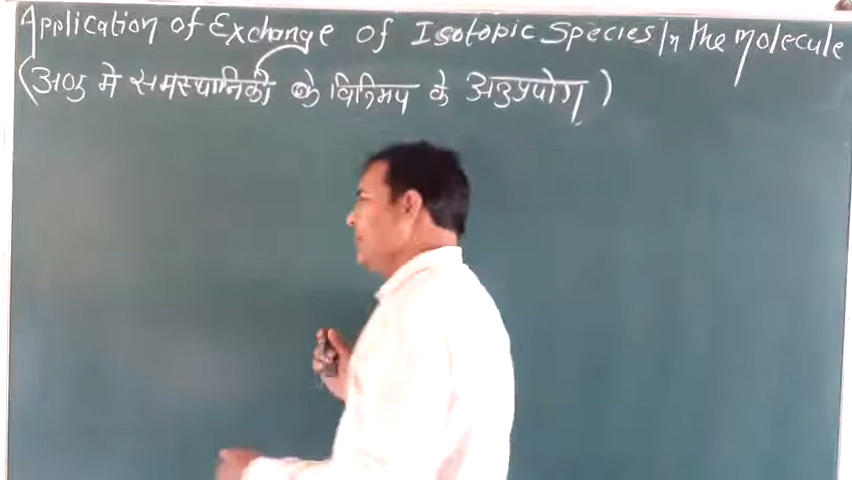 Application of Exchange of Isotopic Species In the molecule
(अणु मे समस्थानिको के विनिमय के अनुप्रयोग)